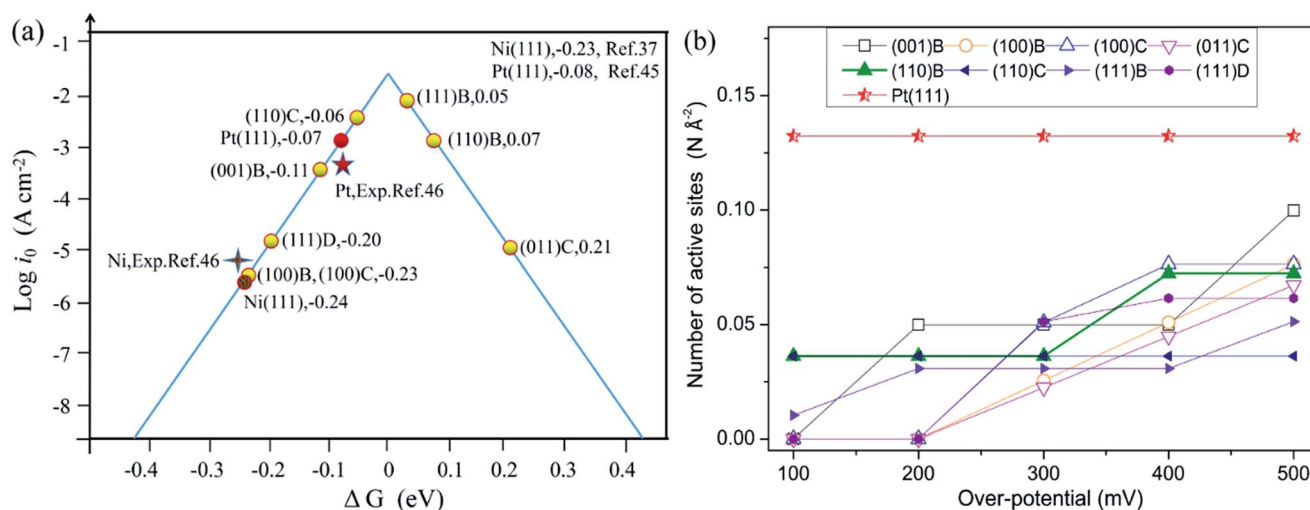 (a)
Log i₀ (A cm⁻²)
-1
-2
-3
-4
-5
-6
-7
-8
Ni(111),-0.23, Ref.37
Pt(111),-0.08, Ref.45
(111)B,0.05
(110)C,-0.06
Pt(111),-0.07
(110)B,0.07
(001)B,-0.11
Pt,Exp.Ref.46
(111)D,-0.20
(011)C,0.21
Ni,Exp.Ref.46
(100)B, (100)C,-0.23
Ni(111),-0.24
-0.4 -0.3 -0.2 -0.1 0 0.1 0.2 0.3 0.4
Δ G (eV)
(b)
Number of active sites (N Å⁻²)
0.15
0.10
0.05
0.00
(001)B (100)B (100)C (011)C
(110)B (110)C (111)B (111)D
Pt(111)
100 200 300 400 500
Over-potential (mV)